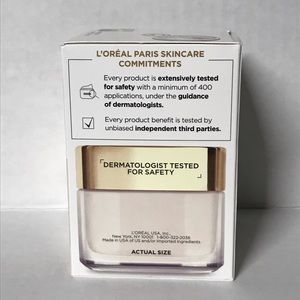 L'ORÉAL PARIS SKINCARE
COMMITMENTS
Every product is extensively tested
for safety with a minimum of 400
applications, under the guidance
of dermatologists.
Every product benefit is tested by
unbiased independent third parties.
DERMATOLOGIST TESTED
FOR SAFETY
L'ORÉAL USA, Inc.
New York, NY 10001 1-800-322-2036
Made in USA of US and/or Imported Ingredients
ACTUAL SIZE